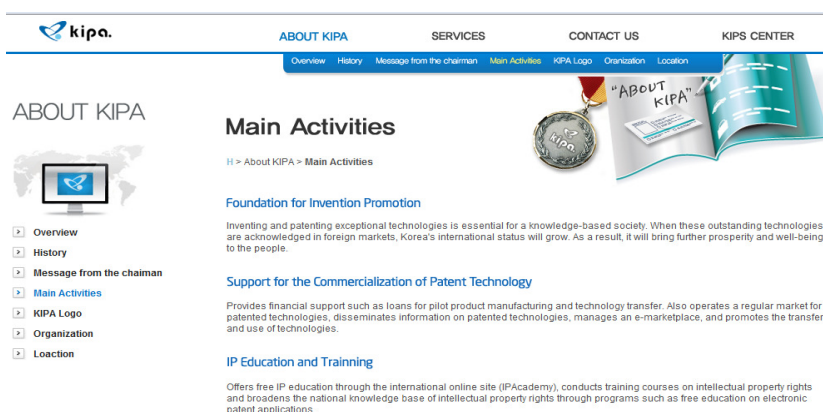 kipa.
ABOUT KIPA SERVICES CONTACT US KIPS CENTER
Overview History Message from the chairman Main Activities KIPA Logo Oranization Location
ABOUT KIPA
"ABOUT
KIPA"
kipa.
Main Activities
H > About KIPA > Main Activities
Overview
History
Message from the chaiman
Main Activities
KIPA Logo
Organization
Loaction
Foundation for Invention Promotion
Inventing and patenting exceptional technologies is essential for a knowledge-based society. When these outstanding technologies
are acknowledged in foreign markets, Korea's international status will grow. As a result, it will bring further prosperity and well-being
to the people.
Support for the Commercialization of Patent Technology
Provides financial support such as loans for pilot product manufacturing and technology transfer. Also operates a regular market for
patented technologies, disseminates information on patented technologies, manages an e-marketplace, and promotes the transfer
and use of technologies.
IP Education and Trainning
Offers free IP education through the international online site (IPAcademy), conducts training courses on intellectual property rights
and broadens the national knowledge base of intellectual property rights through programs such as free education on electronic
patent applications.